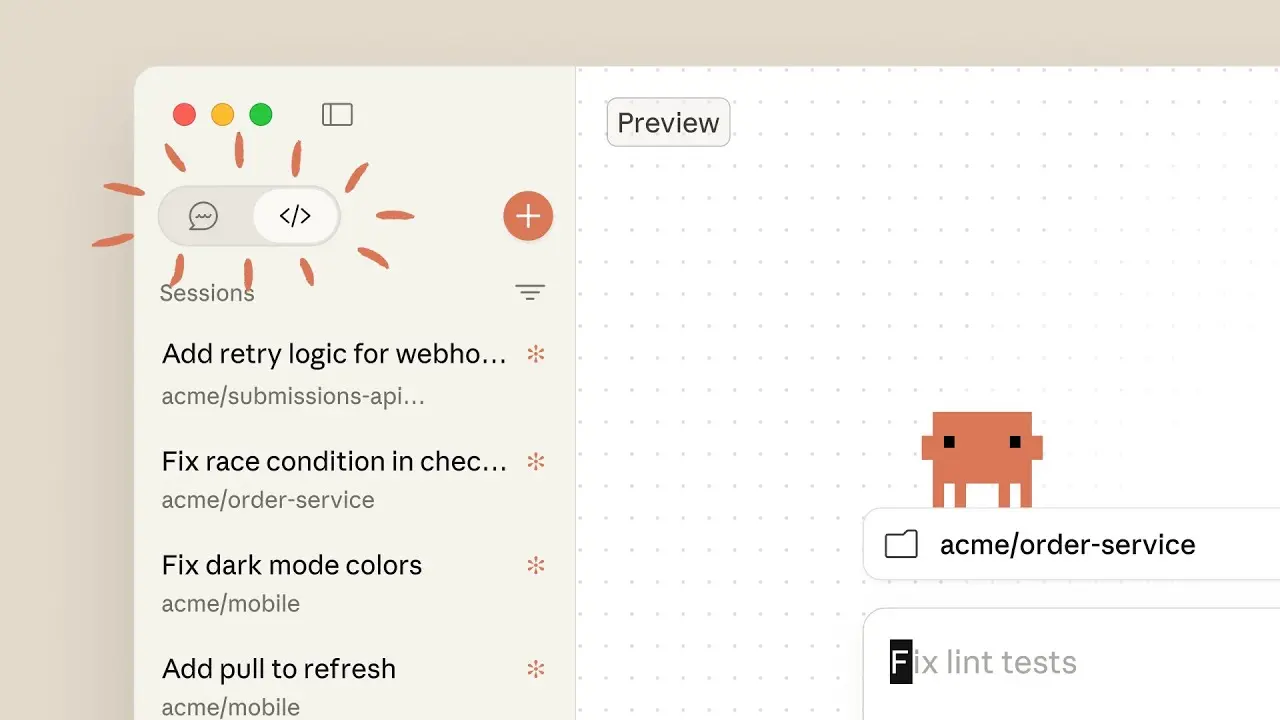 Preview
</>
Sessions
Add retry logic for webho…
acme/submissions-api…
Fix race condition in chec…
acme/order-service
Fix dark mode colors
acme/mobile
Add pull to refresh
acme/mobile
acme/order-service
Fix lint tests